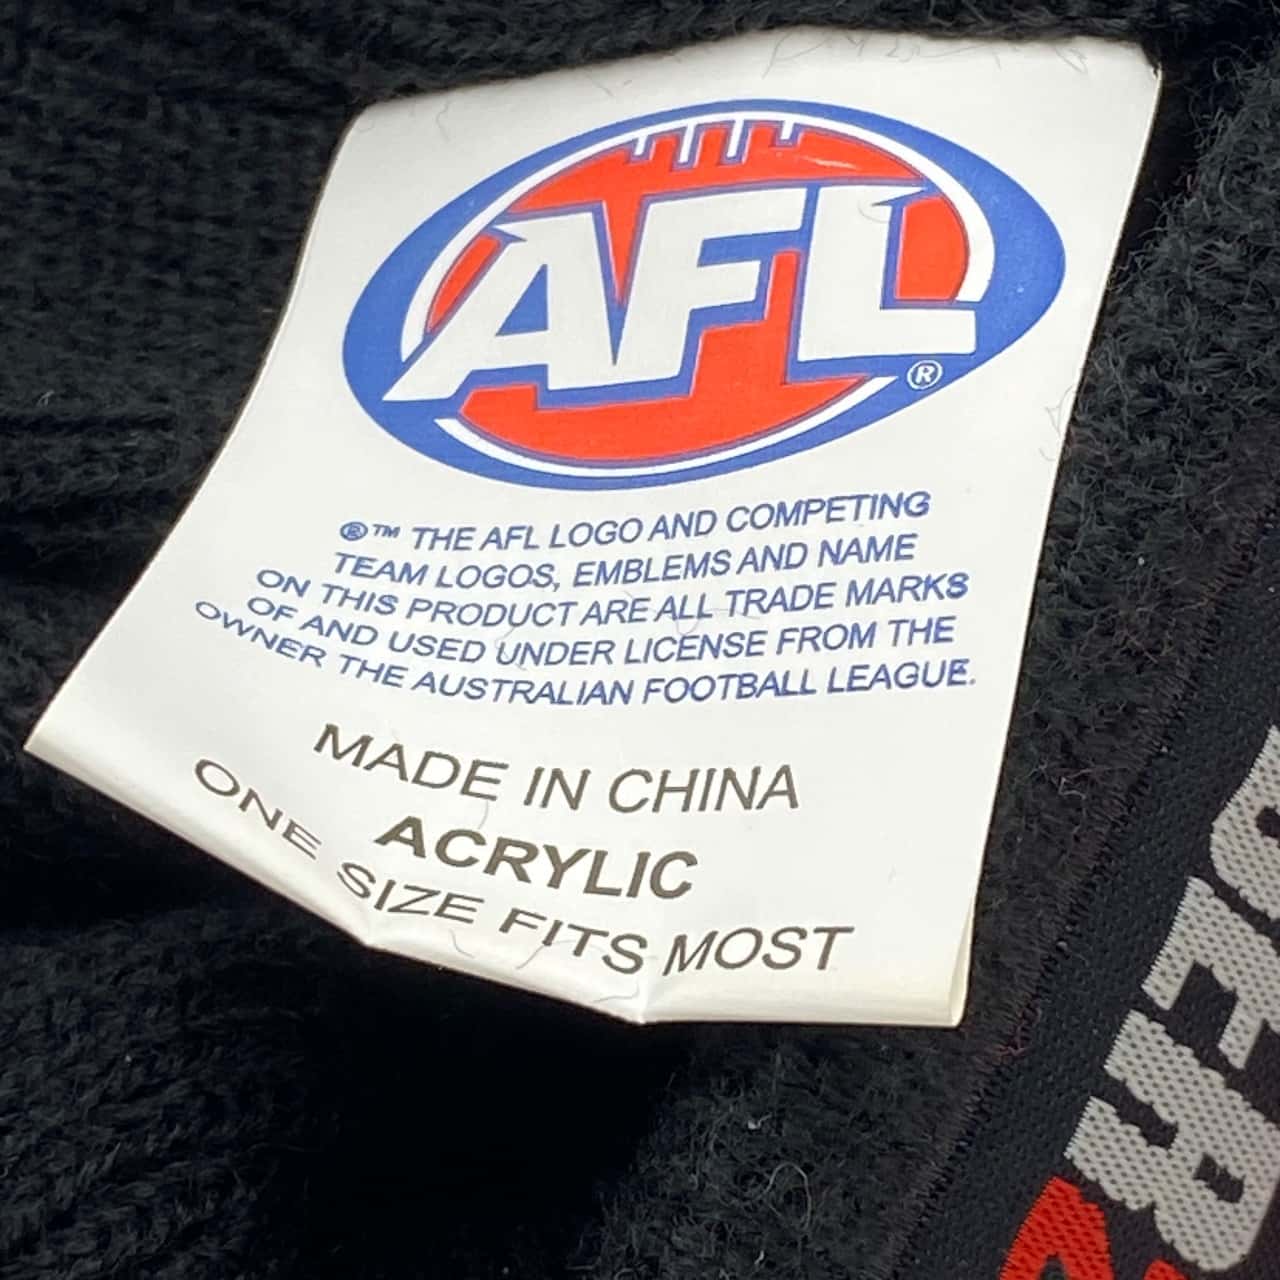 AFL
®
®™ THE AFL LOGO AND COMPETING
TEAM LOGOS, EMBLEMS AND NAME
ON THIS PRODUCT ARE ALL TRADE MARKS
OF AND USED UNDER LICENSE FROM THE
OWNER THE AUSTRALIAN FOOTBALL LEAGUE.
MADE IN CHINA
ACRYLIC
ONE SIZE FITS MOST